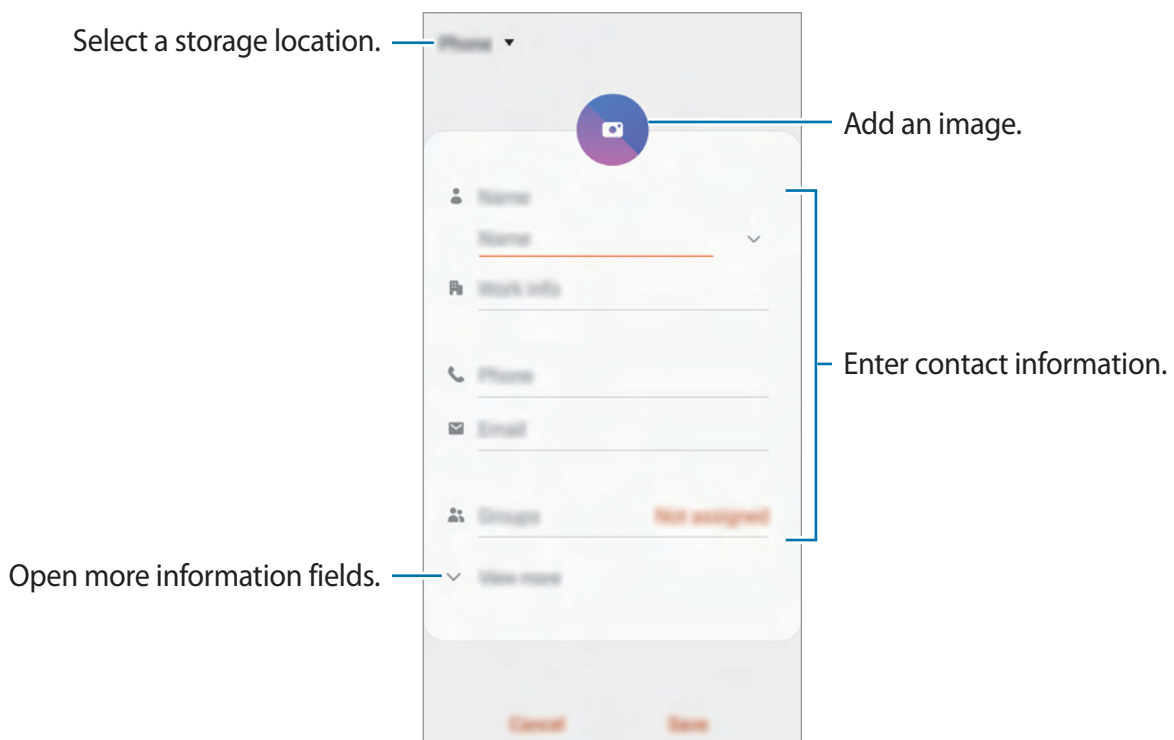 Select a storage location.
Phone
Add an image.
Name
Name
Work info
Phone
Enter contact information.
Email
Groups Not assigned
Open more information fields.
View more
Cancel Save